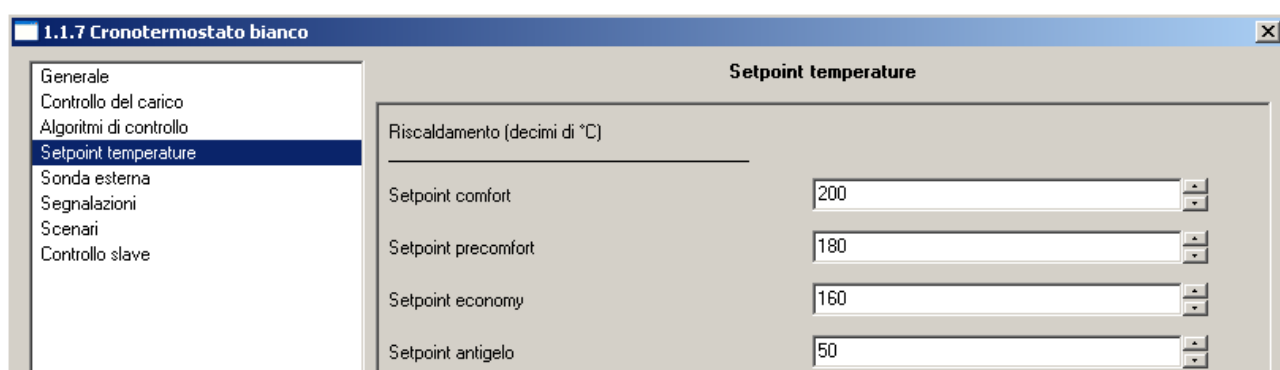 1.1.7 Cronotermostato bianco
Generale
Controllo del carico
Algoritmi di controllo
Setpoint temperature
Sonda esterna
Segnalazioni
Scenari
Controllo slave
Setpoint temperature
Riscaldamento (decimi di °C)
Setpoint comfort 200
Setpoint precomfort 180
Setpoint economy 160
Setpoint antigelo 50